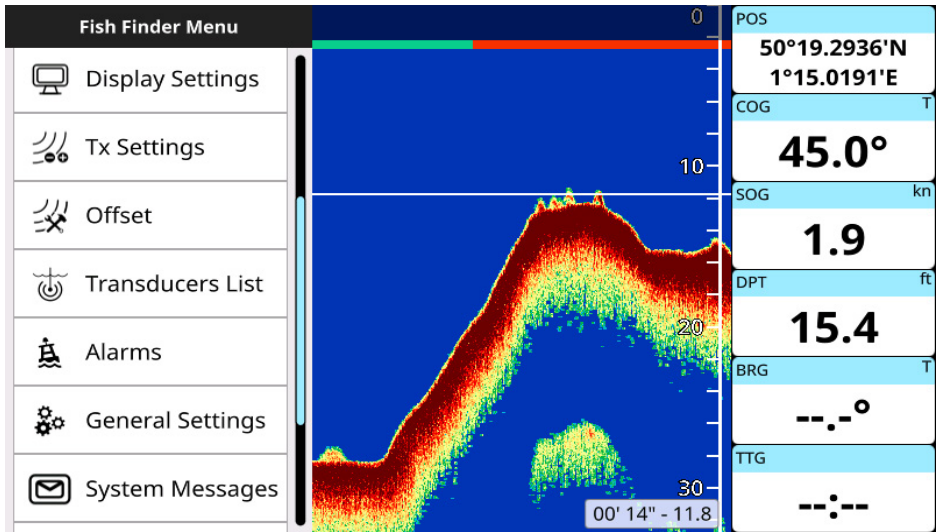 Fish Finder Menu
Display Settings
Tx Settings
Offset
Transducers List
Alarms
General Settings
System Messages
0
10
20
30
00' 14" - 11.8
POS
50°19.2936'N
1°15.0191'E
COG T
45.0°
SOG kn
1.9
DPT ft
15.4
BRG T
--.-°
TTG
--:--